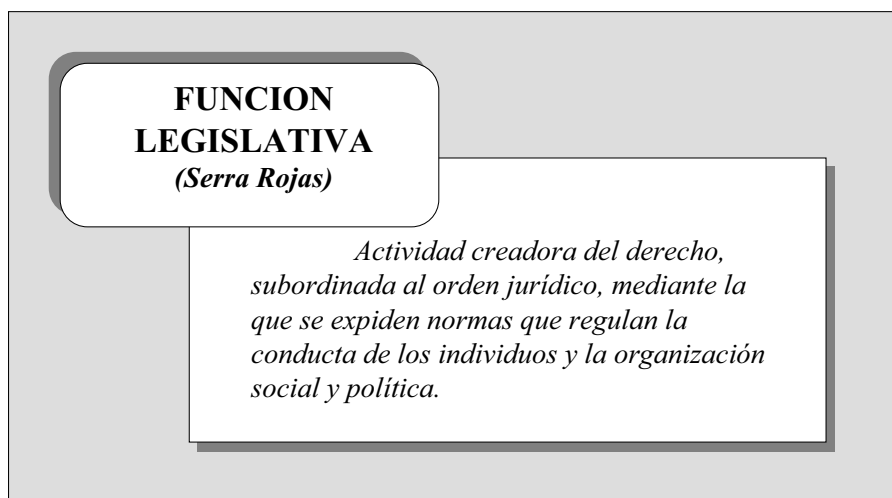 FUNCION
LEGISLATIVA
(Serra Rojas)
Actividad creadora del derecho,
subordinada al orden jurídico, mediante la
que se expiden normas que regulan la
conducta de los individuos y la organización
social y política.